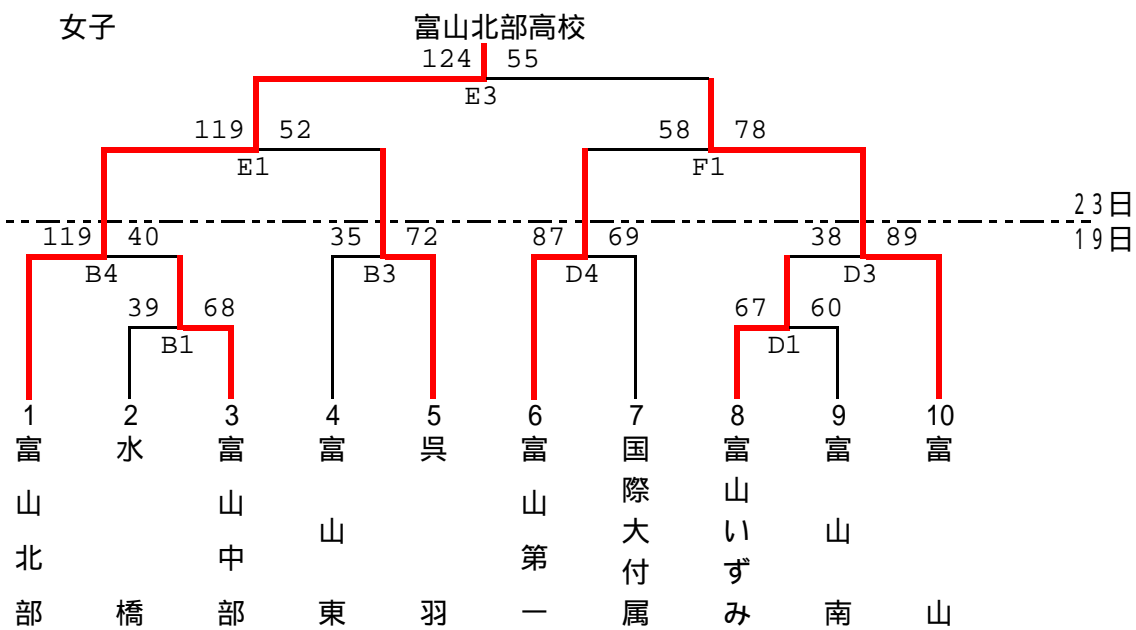 女子
富山北部高校
124 55
E3
119 52
E1
58 78
F1
23日
19日
119 40
B4
35 72
B3
87 69
D4
38 89
D3
39 68
B1
67 60
D1
1 2 3 4 5 6 7 8 9 10
富山北部
水橋
富山中部
富山東
呉羽
富山第一
国際大付属
富山いずみ
富山南
富山